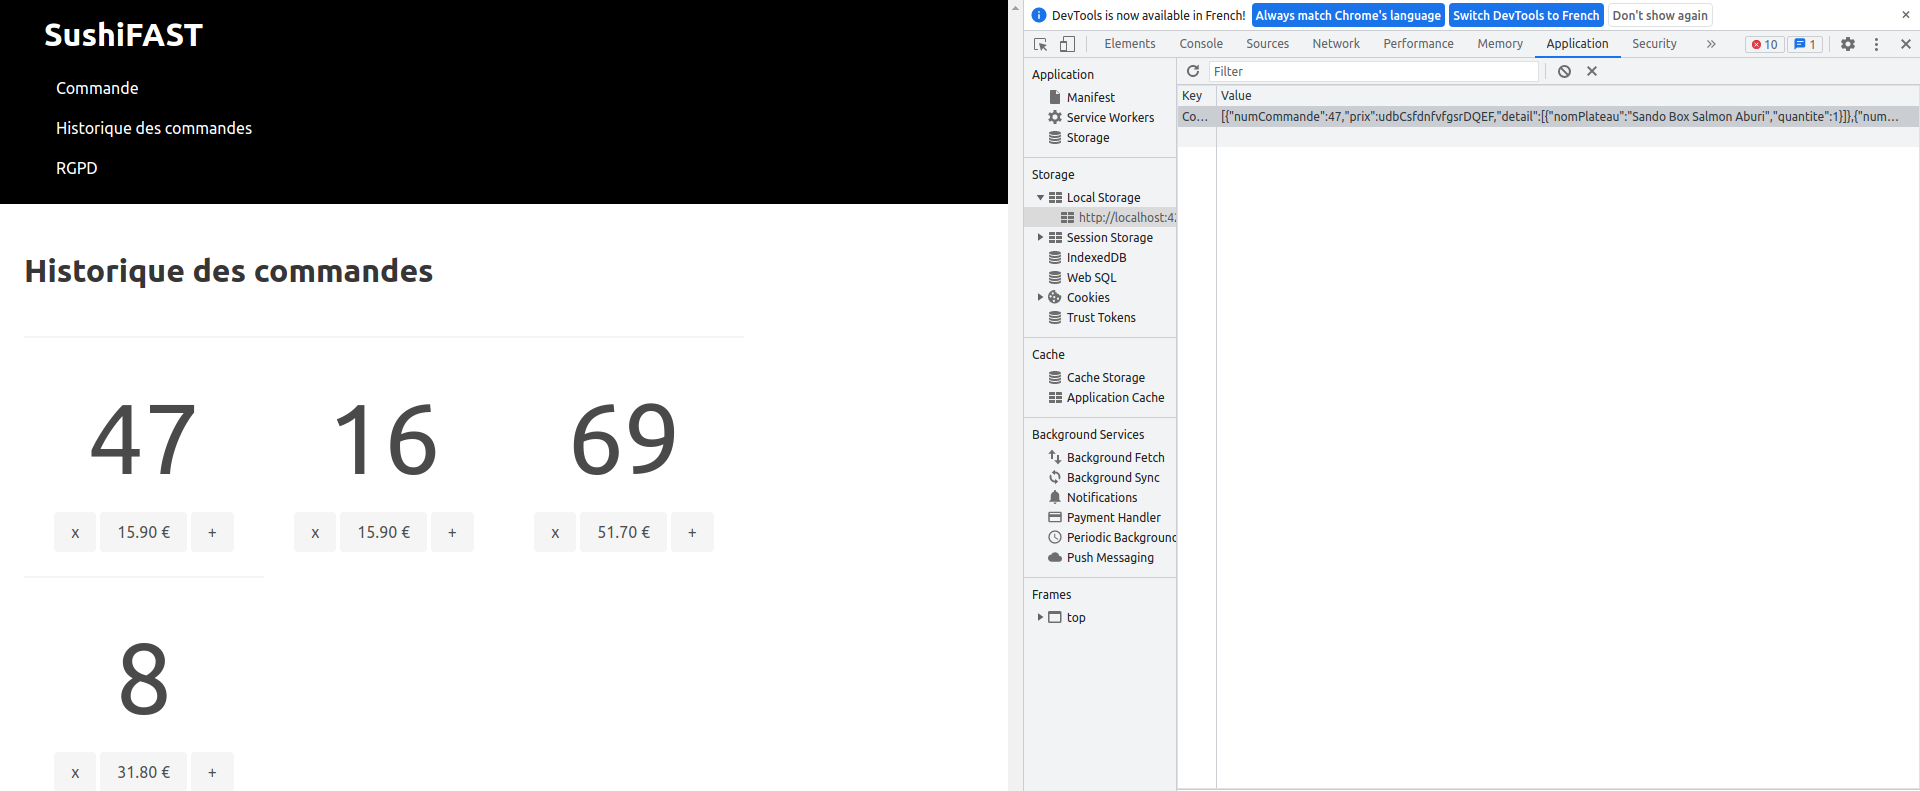 SushiFAST
Commande
Historique des commandes
RGPD
Historique des commandes
47
16
69
x 15.90 € +
x 15.90 € +
x 51.70 € +
8
x 31.80 € +
DevTools is now available in French!
Always match Chrome's language
Switch DevTools to French
Don't show again
Elements
Console
Sources
Network
Performance
Memory
Application
Security
10
1
Application
Manifest
Service Workers
Storage
Storage
Local Storage
http://localhost:42
Session Storage
IndexedDB
Web SQL
Cookies
Trust Tokens
Cache
Cache Storage
Application Cache
Background Services
Background Fetch
Background Sync
Notifications
Payment Handler
Periodic Background
Push Messaging
Frames
top
Filter
Key Value
Co... [{"numCommande":47,"prix":udbCsfdnfvfgsrDQEF,"detail":[{"nomPlateau":"Sando Box Salmon Aburi","quantite":1}]},{"num...